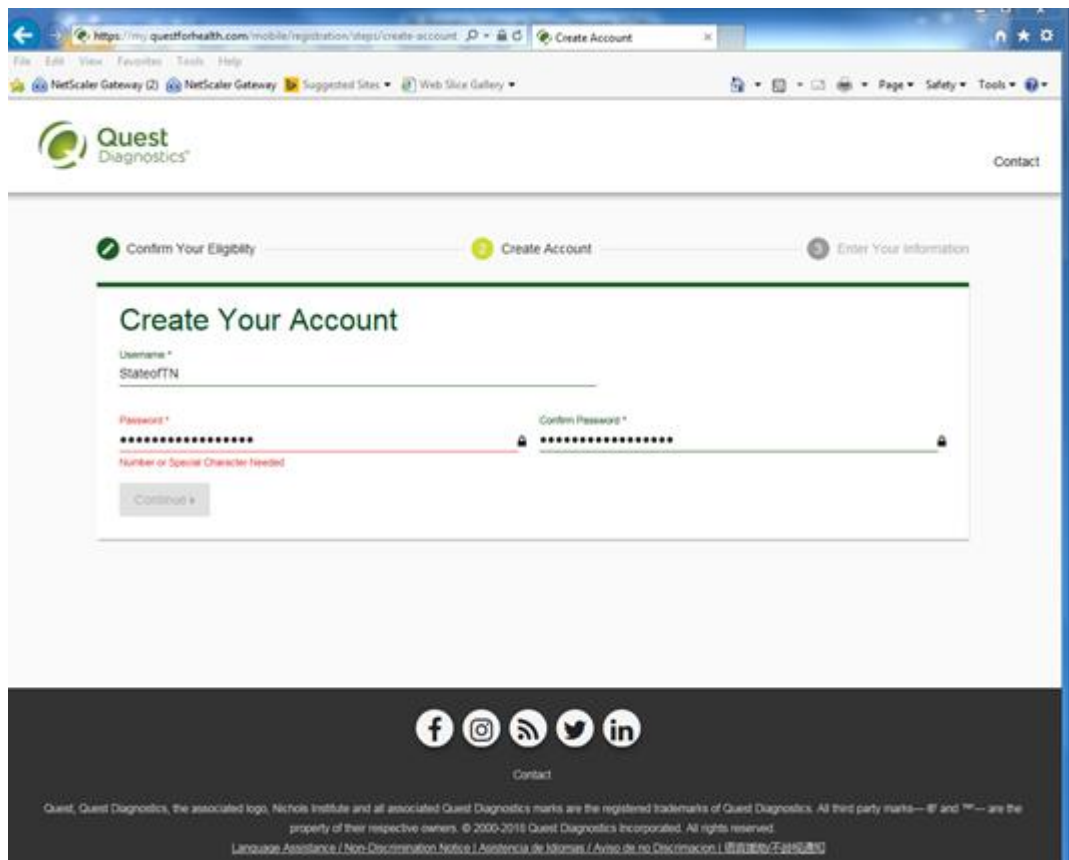 https://my.questforhealth.com/mobile/registration/steps/create-account
Create Account
File Edit View Favorites Tools Help
NetScaler Gateway (2) NetScaler Gateway Suggested Sites Web Slice Gallery
Page Safety Tools
Quest
Diagnostics™
Contact
Confirm Your Eligibility
2 Create Account
3 Enter Your Information
Create Your Account
Username *
StateofTN
Password *
Confirm Password *
Number or Special Character Needed
Continue
Contact
Quest, Quest Diagnostics, the associated logo, Nichols Institute and all associated Quest Diagnostics marks are the registered trademarks of Quest Diagnostics. All third party marks— ® and ™— are the
property of their respective owners. © 2000-2018 Quest Diagnostics Incorporated. All rights reserved.
Language Assistance / Non-Discrimination Notice | Asistencia de Idiomas / Aviso de no Discriminacion |